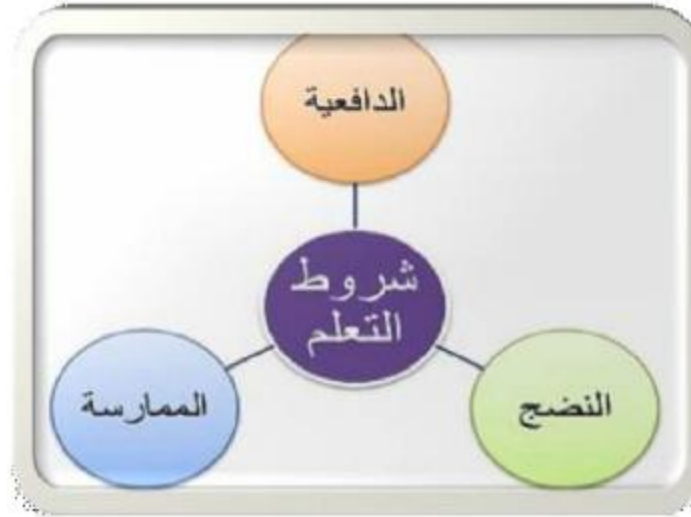 الدافعية
شروط
التعلم
النضج
الممارسة